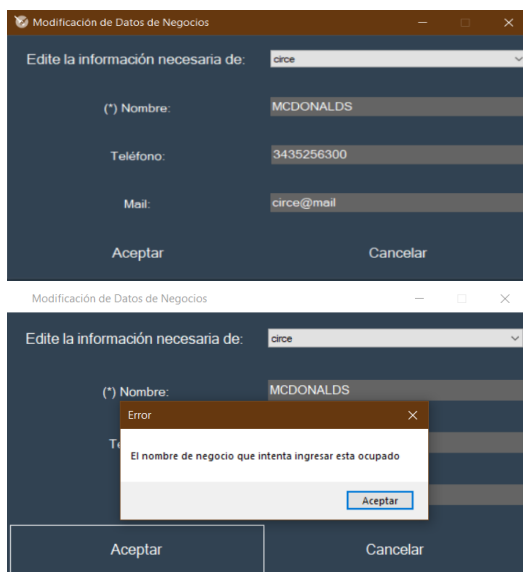 Modificación de Datos de Negocios
Edite la información necesaria de: circe
(*) Nombre: MCDONALDS
Teléfono: 3435256300
Mail: circe@mail
Aceptar Cancelar
Modificación de Datos de Negocios
Edite la información necesaria de: circe
(*) Nombre: MCDONALDS
Error
El nombre de negocio que intenta ingresar esta ocupado
Aceptar
Aceptar Cancelar